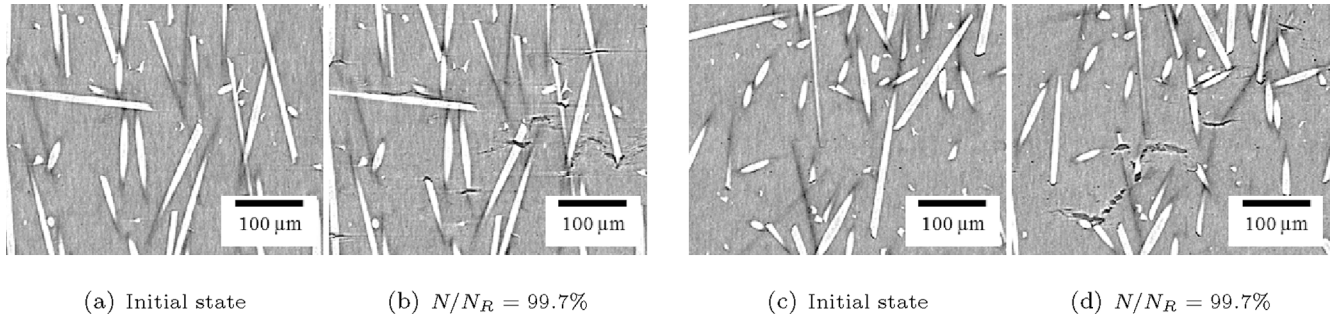 100 µm
100 µm
100 µm
100 µm
(a) Initial state
(b) N/N_R = 99.7%
(c) Initial state
(d) N/N_R = 99.7%